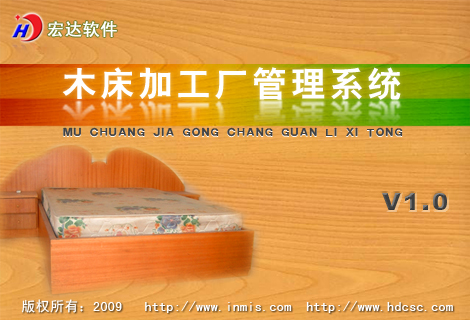 宏达软件
木床加工厂管理系统
MU CHUANG JIA GONG CHANG GUAN LI XI TONG
V1.0
版权所有：2009 http://www.inmis.com http://www.hdcsc.com